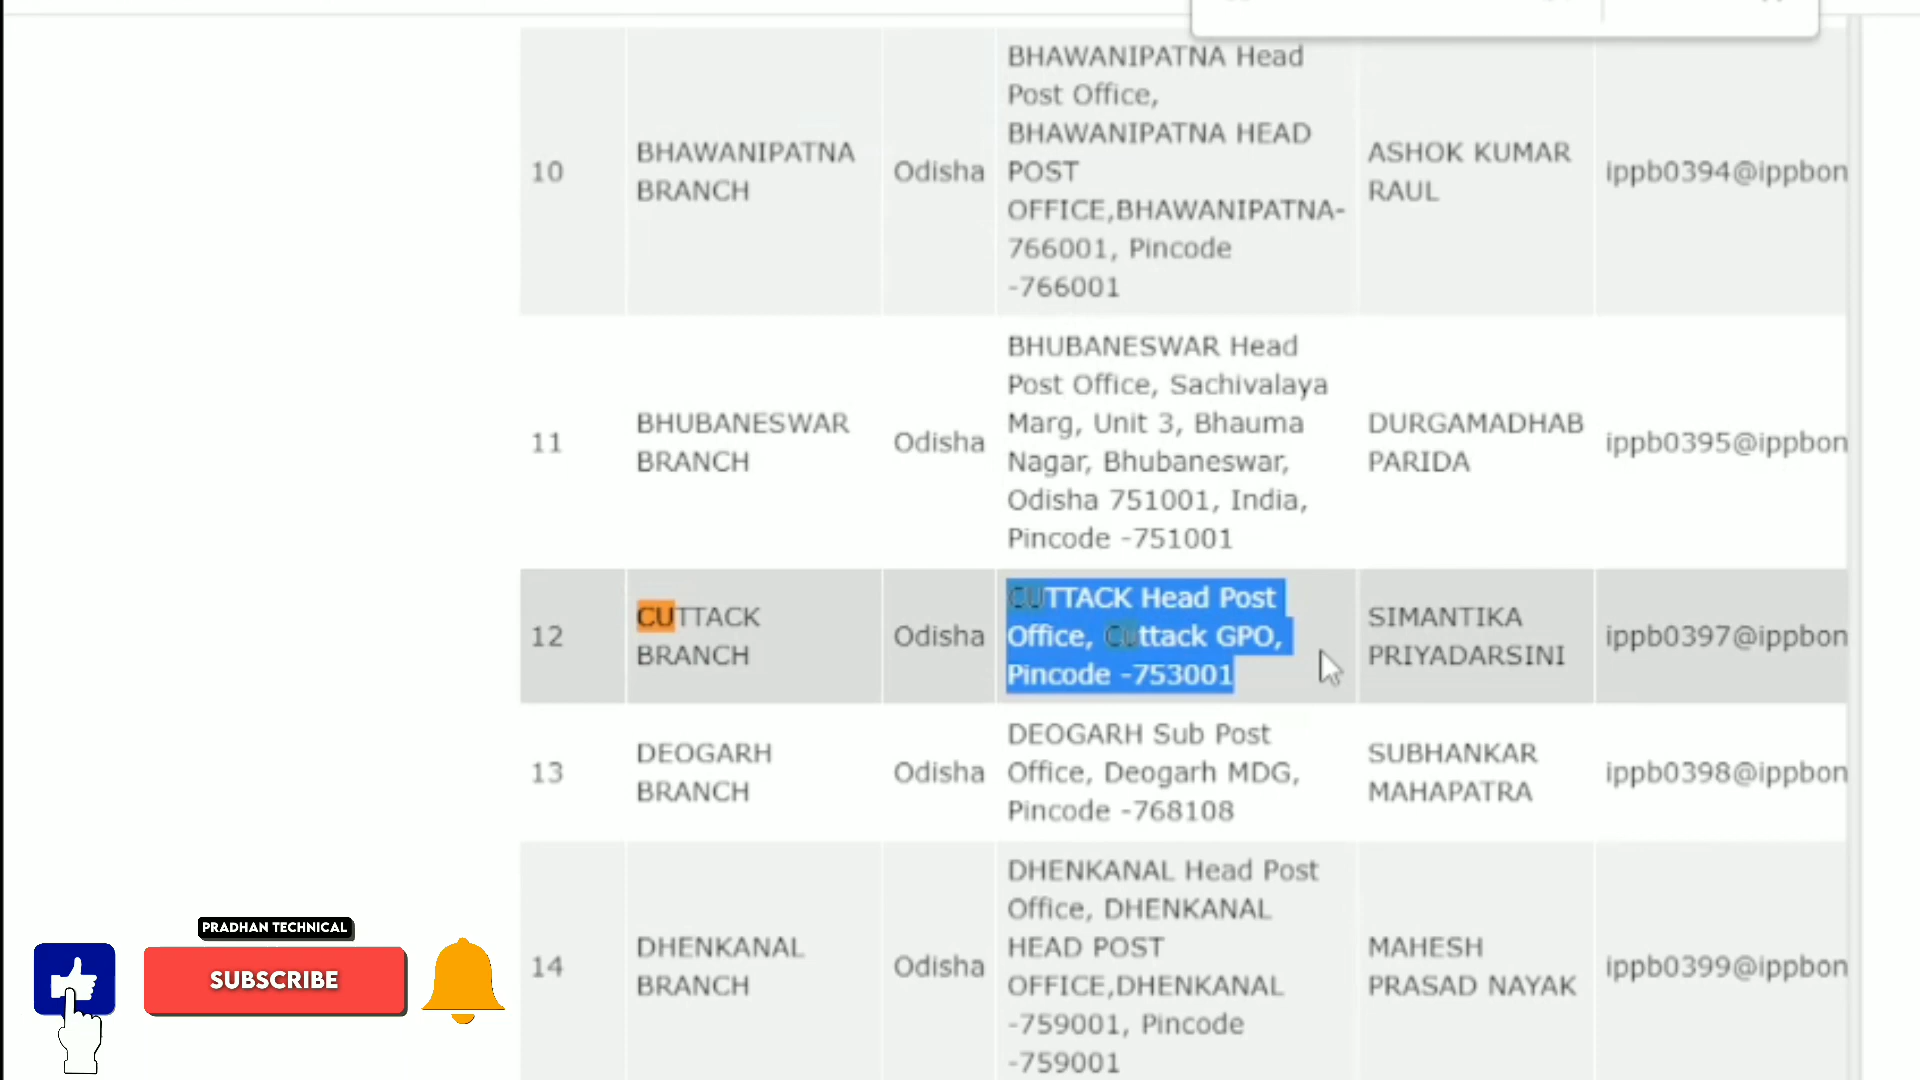 BHAWANIPATNA Head
Post Office,
BHAWANIPATNA HEAD
POST
OFFICE,BHAWANIPATNA-
766001, Pincode
-766001
10
BHAWANIPATNA
BRANCH
Odisha
ASHOK KUMAR
RAUL
ippb0394@ippbon
BHUBANESWAR Head
Post Office, Sachivalaya
Marg, Unit 3, Bhauma
Nagar, Bhubaneswar,
Odisha 751001, India,
Pincode -751001
11
BHUBANESWAR
BRANCH
Odisha
DURGAMADHAB
PARIDA
ippb0395@ippbon
12
CUTTACK
BRANCH
Odisha
CUTTACK Head Post
Office, Cuttack GPO,
Pincode -753001
SIMANTIKA
PRIYADARSINI
ippb0397@ippbon
13
DEOGARH
BRANCH
Odisha
DEOGARH Sub Post
Office, Deogarh MDG,
Pincode -768108
SUBHANKAR
MAHAPATRA
ippb0398@ippbon
14
DHENKANAL
BRANCH
Odisha
DHENKANAL Head Post
Office, DHENKANAL
HEAD POST
OFFICE,DHENKANAL
-759001, Pincode
-759001
MAHESH
PRASAD NAYAK
ippb0399@ippbon
PRADHAN TECHNICAL
SUBSCRIBE